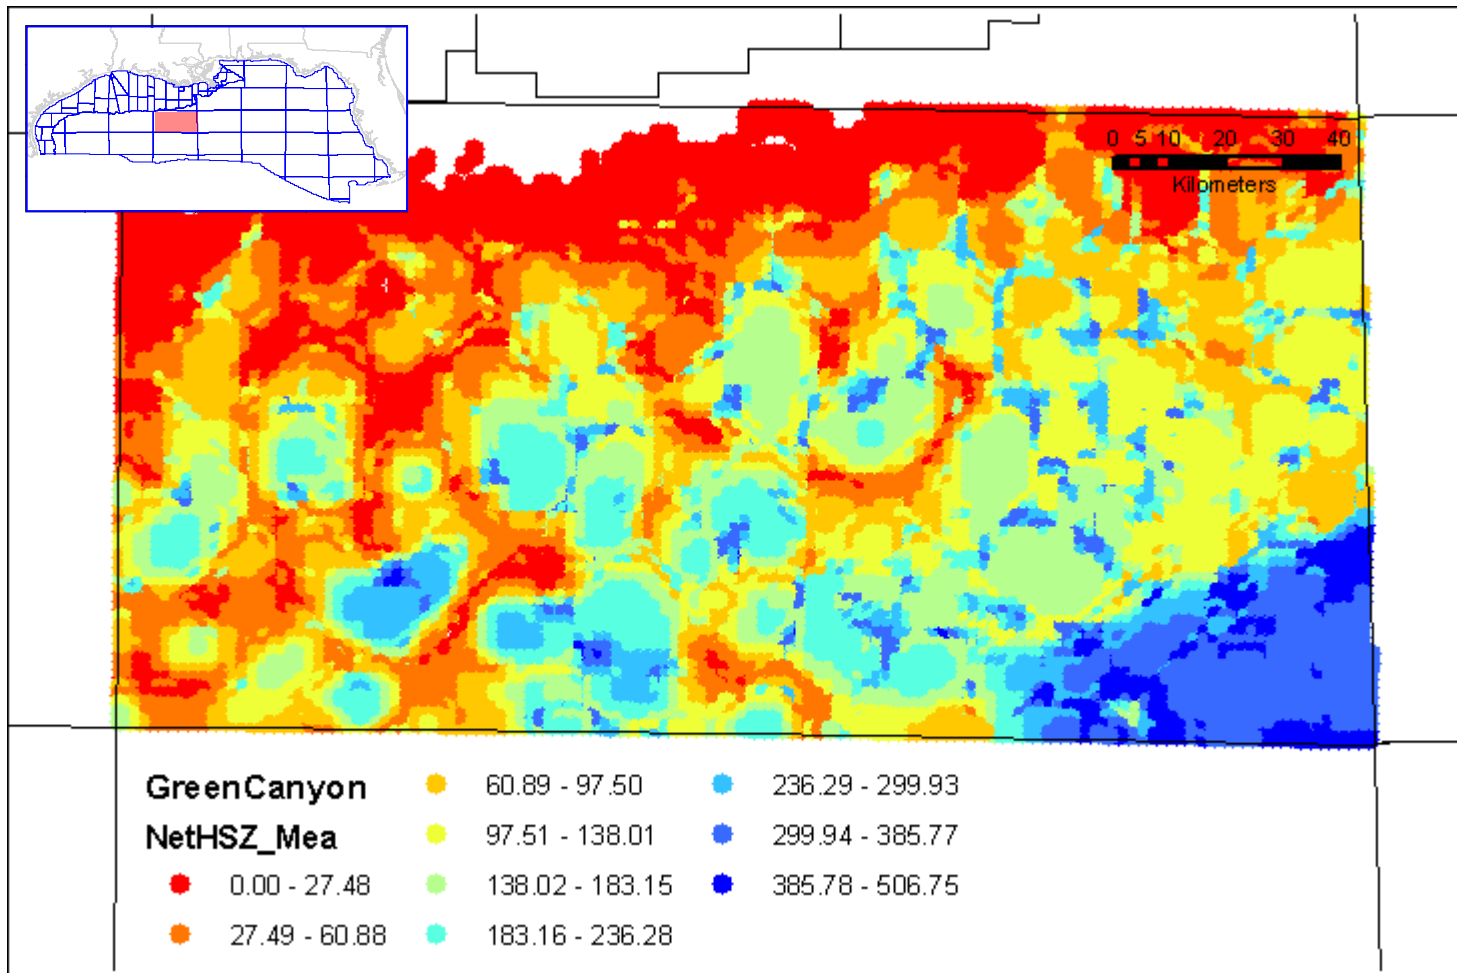 0 5 10 20 30 40
Kilometers
GreenCanyon
NetHSZ_Mea
0.00 - 27.48
27.49 - 60.88
60.89 - 97.50
97.51 - 138.01
138.02 - 183.15
183.16 - 236.28
236.29 - 299.93
299.94 - 385.77
385.78 - 506.75